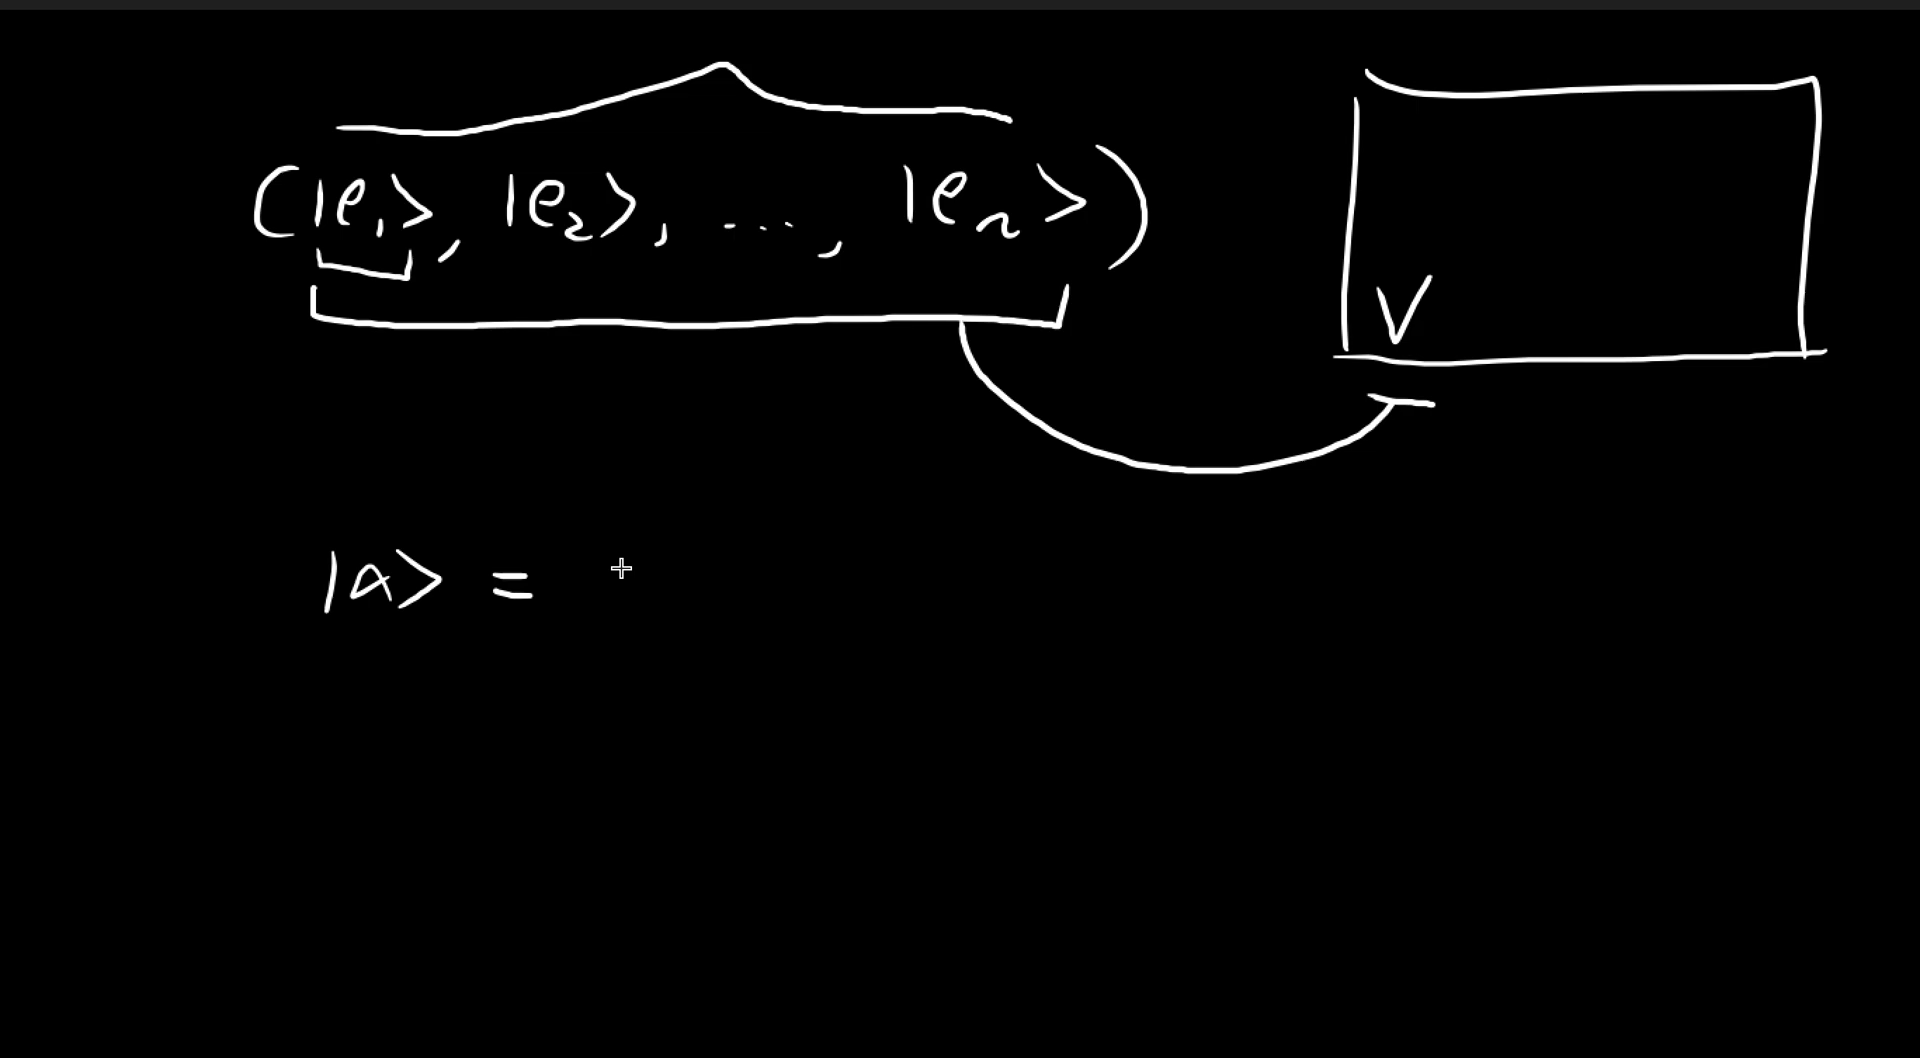 (|e₁>, |e₂>, ..., |eₙ>)
V
|a> =